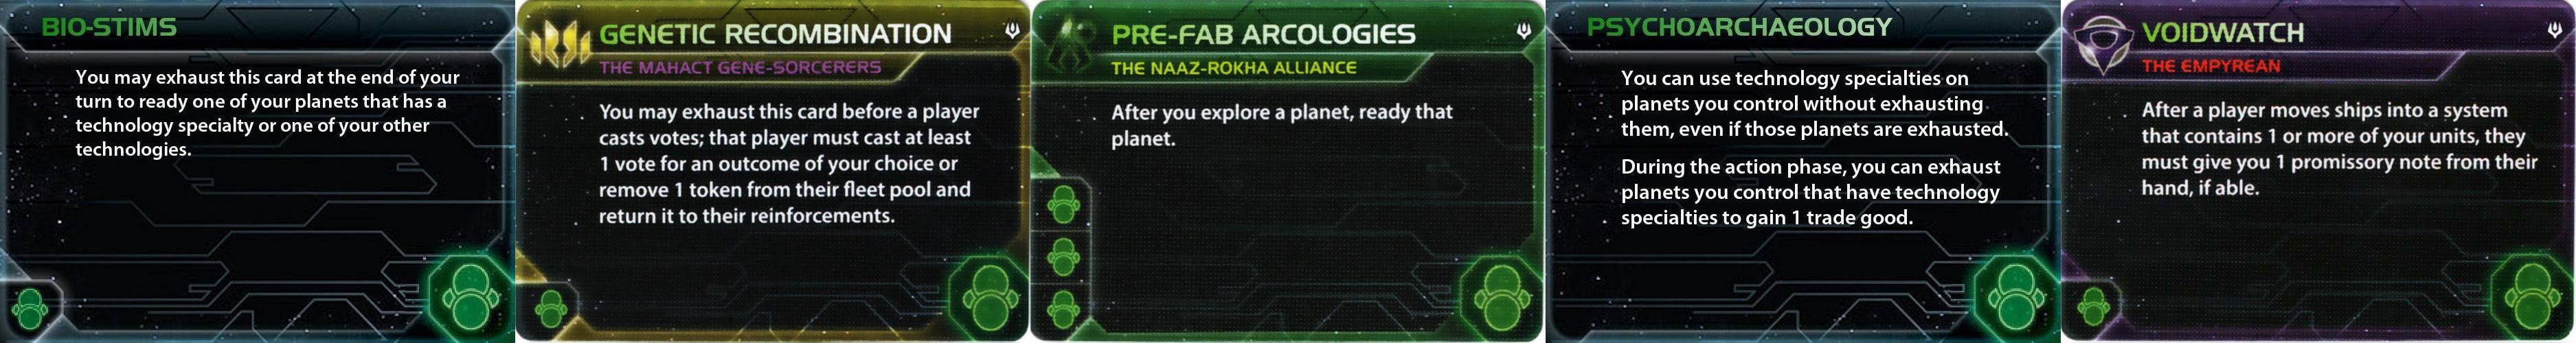 BIO-STIMS
You may exhaust this card at the end of your
turn to ready one of your planets that has a
technology specialty or one of your other
technologies.
GENETIC RECOMBINATION
THE MAHACT GENE-SORCERERS
You may exhaust this card before a player
casts votes; that player must cast at least
1 vote for an outcome of your choice or
remove 1 token from their fleet pool and
return it to their reinforcements.
PRE-FAB ARCOLOGIES
THE NAAZ-ROKHA ALLIANCE
After you explore a planet, ready that
planet.
PSYCHOARCHAEOLOGY
You can use technology specialties on
planets you control without exhausting
them, even if those planets are exhausted.
During the action phase, you can exhaust
planets you control that have technology
specialties to gain 1 trade good.
VOIDWATCH
THE EMPYREAN
After a player moves ships into a system
that contains 1 or more of your units, they
must give you 1 promissory note from their
hand, if able.